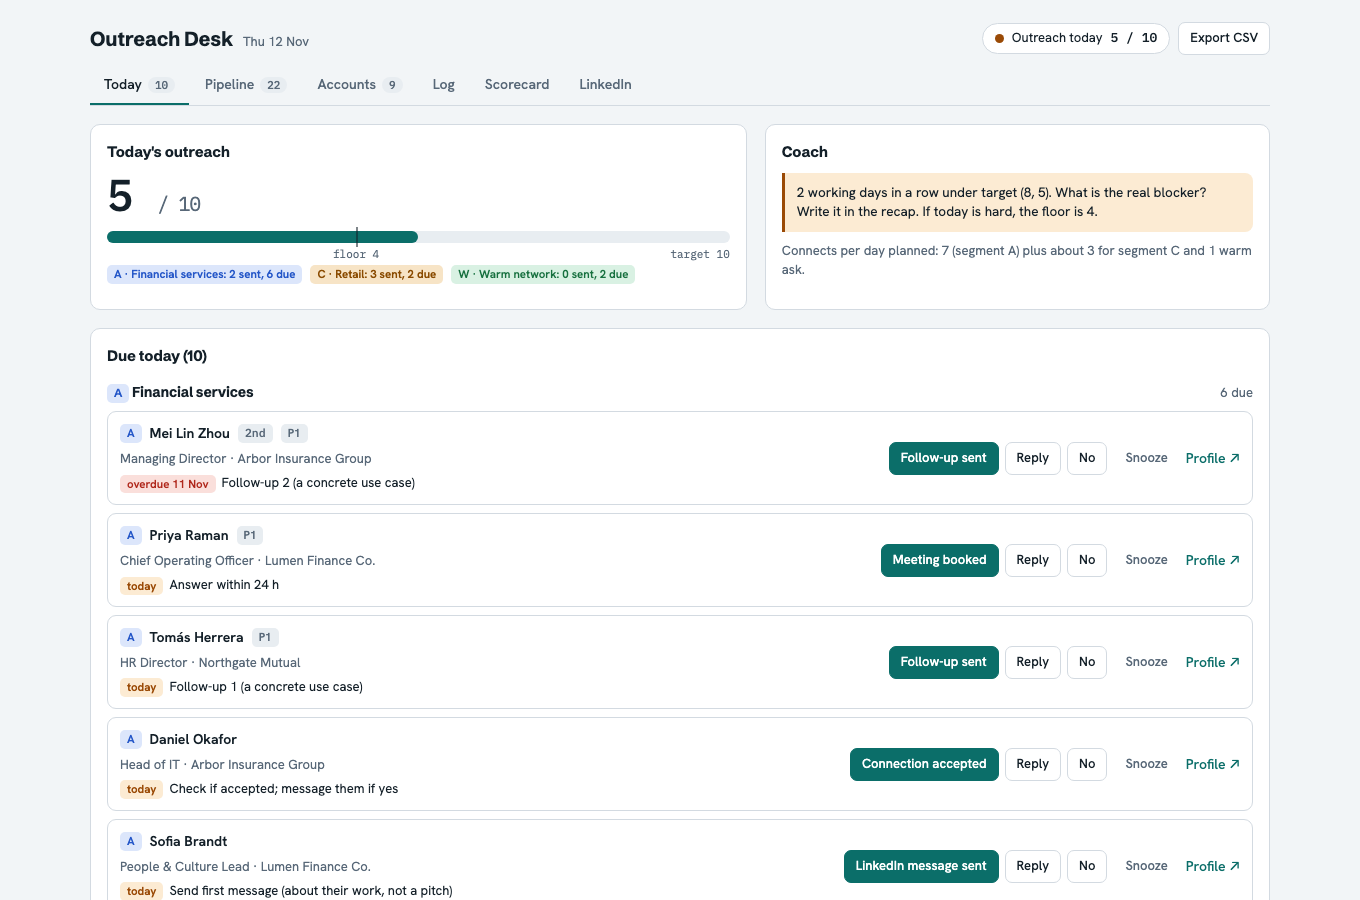 Outreach Desk Thu 12 Nov
Outreach today 5 / 10
Export CSV
Today 10 Pipeline 22 Accounts 9 Log Scorecard LinkedIn
Today's outreach
5 / 10
floor 4
target 10
A · Financial services: 2 sent, 6 due
C · Retail: 3 sent, 2 due
W · Warm network: 0 sent, 2 due
Coach
2 working days in a row under target (8, 5). What is the real blocker?
Write it in the recap. If today is hard, the floor is 4.
Connects per day planned: 7 (segment A) plus about 3 for segment C and 1 warm
ask.
Due today (10)
A Financial services 6 due
A Mei Lin Zhou 2nd P1
Managing Director · Arbor Insurance Group
overdue 11 Nov Follow-up 2 (a concrete use case)
Follow-up sent Reply No Snooze Profile ↗
A Priya Raman P1
Chief Operating Officer · Lumen Finance Co.
today Answer within 24 h
Meeting booked Reply No Snooze Profile ↗
A Tomás Herrera P1
HR Director · Northgate Mutual
today Follow-up 1 (a concrete use case)
Follow-up sent Reply No Snooze Profile ↗
A Daniel Okafor
Head of IT · Arbor Insurance Group
today Check if accepted; message them if yes
Connection accepted Reply No Snooze Profile ↗
A Sofia Brandt
People & Culture Lead · Lumen Finance Co.
today Send first message (about their work, not a pitch)
LinkedIn message sent Reply No Snooze Profile ↗